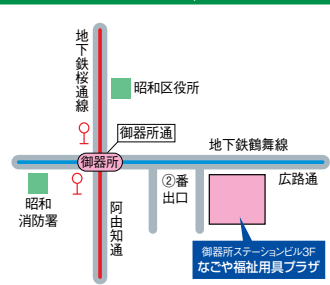 地下鉄桜通線
昭和区役所
御器所通
地下鉄鶴舞線
御器所
広路通
②番
出口
昭和
消防署
阿由知通
御器所ステーションビル3F
なごや福祉用具プラザ